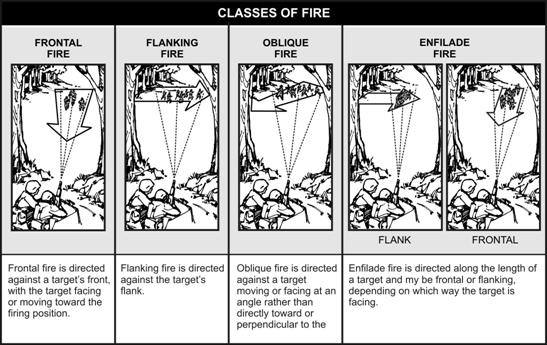 CLASSES OF FIRE
FRONTAL
FIRE
FLANKING
FIRE
OBLIQUE
FIRE
ENFILADE
FIRE
FLANK
FRONTAL
Frontal fire is directed
against a target's front,
with the target facing
or moving toward the
firing position.
Flanking fire is directed
against the target's
flank.
Oblique fire is directed
against a target
moving or facing at an
angle rather than
directly toward or
perpendicular to the
Enfilade fire is directed along the length of
a target and my be frontal or flanking,
depending on which way the target is
facing.